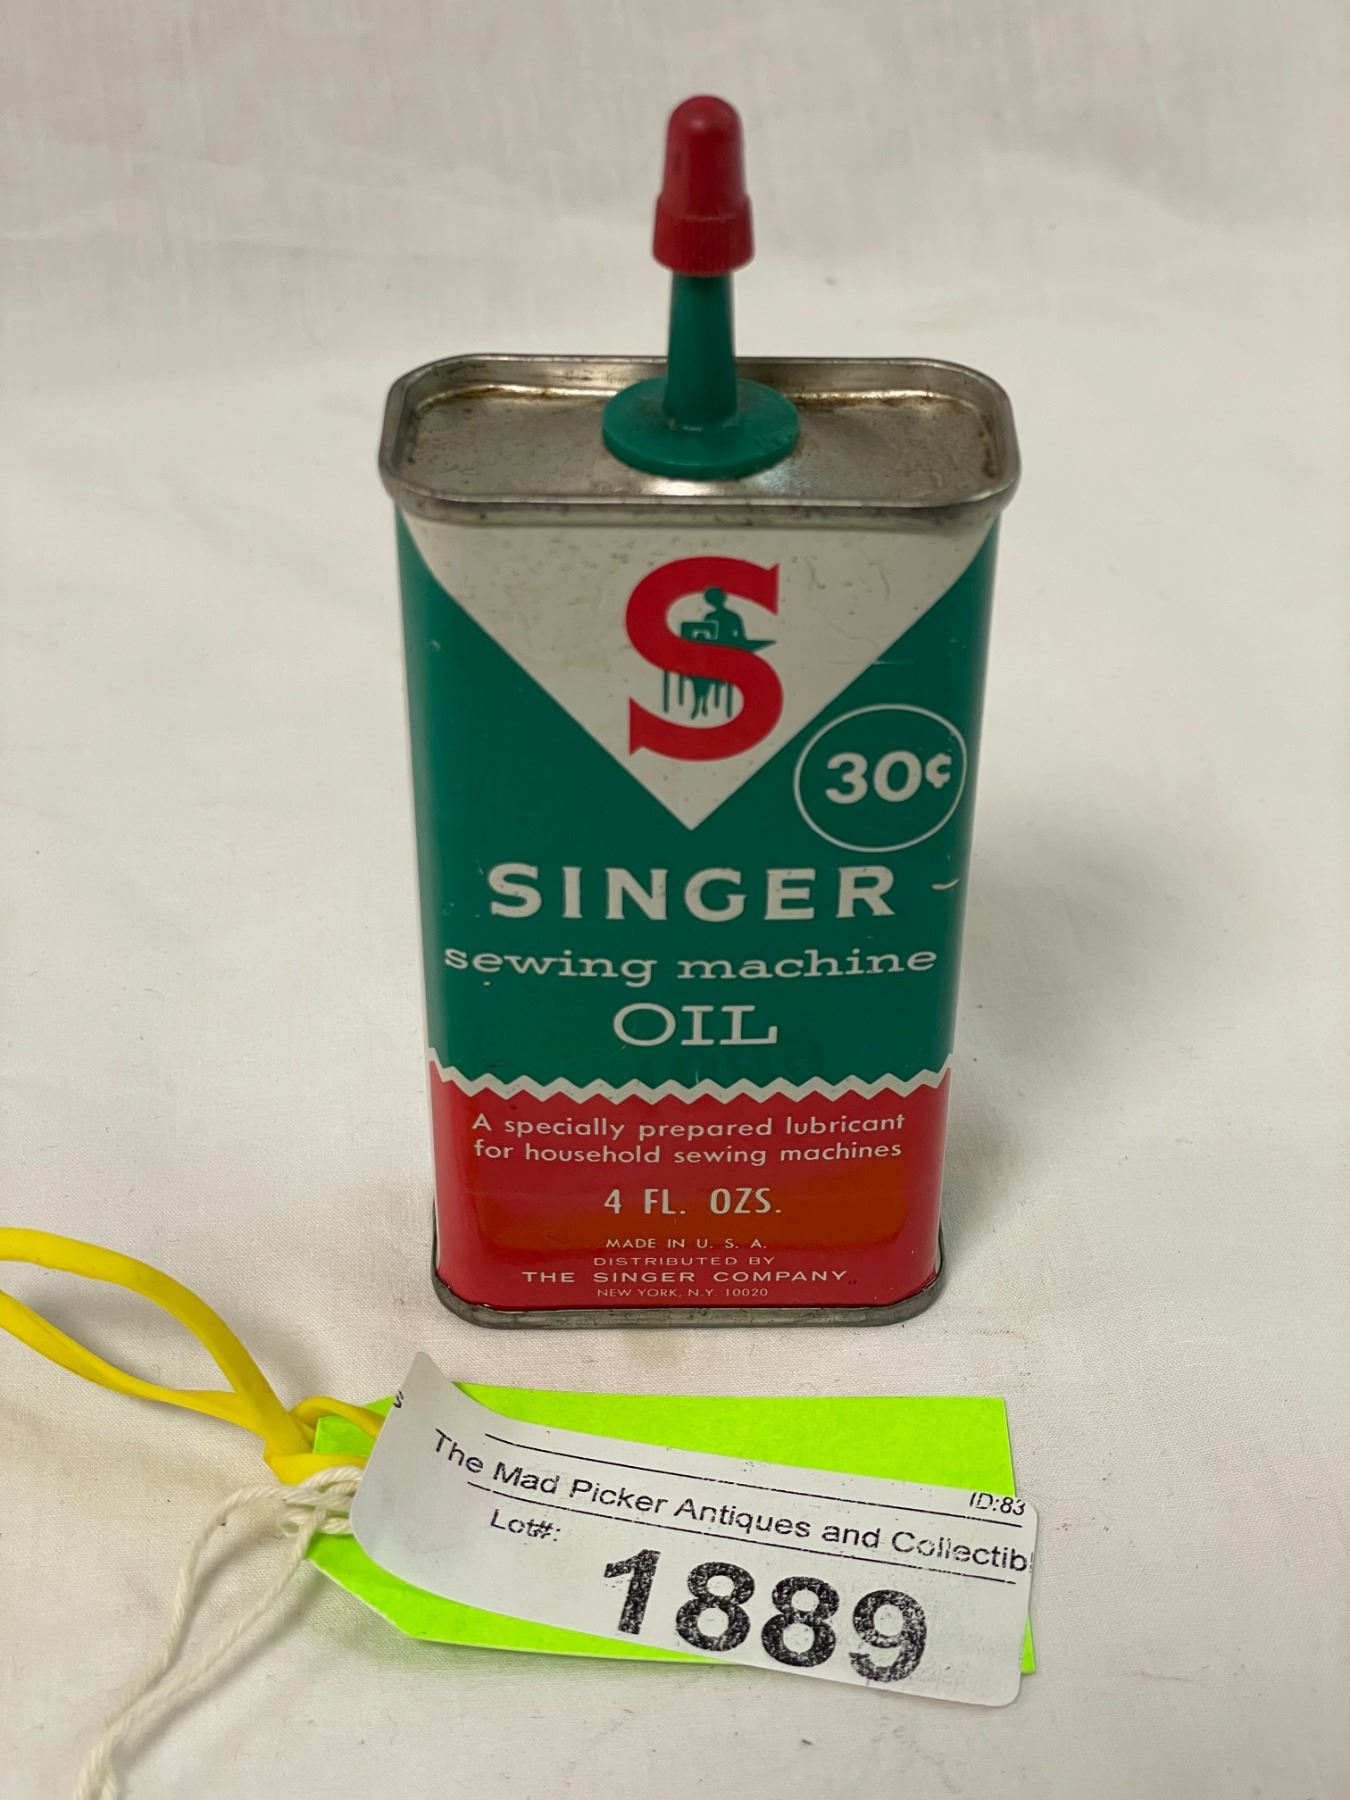 S
30¢
SINGER
sewing machine
OIL
A specially prepared lubricant
for household sewing machines
4 FL. OZS.
MADE IN U. S. A.
DISTRIBUTED BY
THE SINGER COMPANY
NEW YORK, N.Y. 10020
ID:83
The Mad Picker Antiques and Collectib
Lot#:
1889